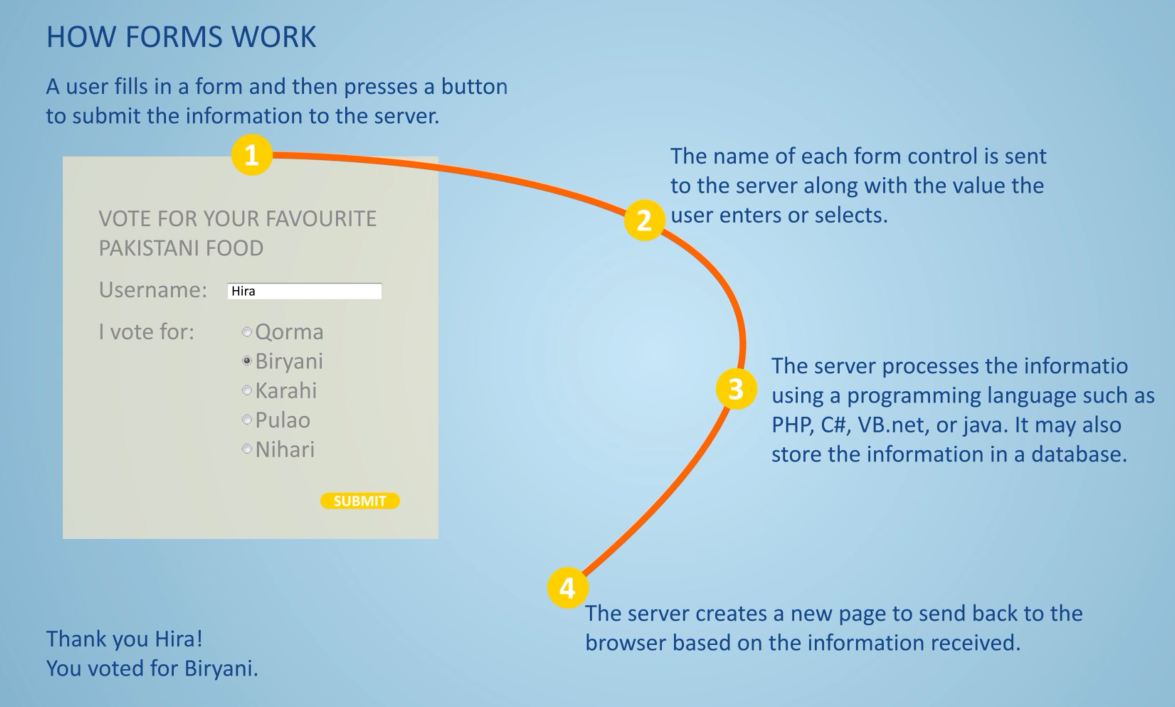 HOW FORMS WORK
A user fills in a form and then presses a button
to submit the information to the server.
1
VOTE FOR YOUR FAVOURITE
PAKISTANI FOOD
Username: Hira
I vote for: Qorma
Biryani
Karahi
Pulao
Nihari
SUBMIT
2
The name of each form control is sent
to the server along with the value the
user enters or selects.
3
The server processes the informatio
using a programming language such as
PHP, C#, VB.net, or java. It may also
store the information in a database.
4
The server creates a new page to send back to the
browser based on the information received.
Thank you Hira!
You voted for Biryani.